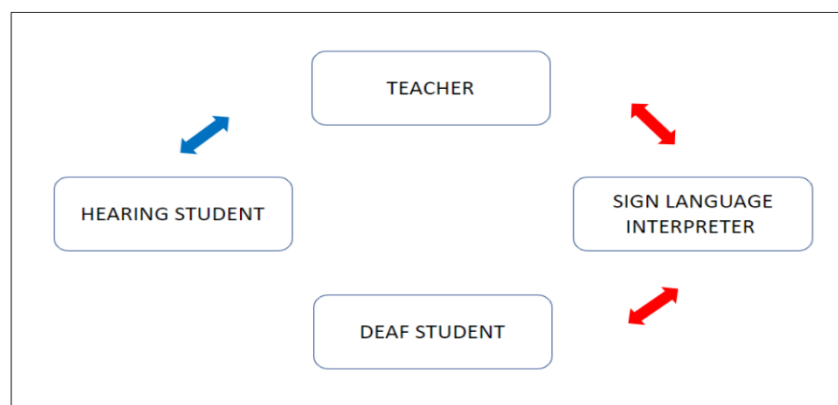 TEACHER
HEARING STUDENT
SIGN LANGUAGE
INTERPRETER
DEAF STUDENT